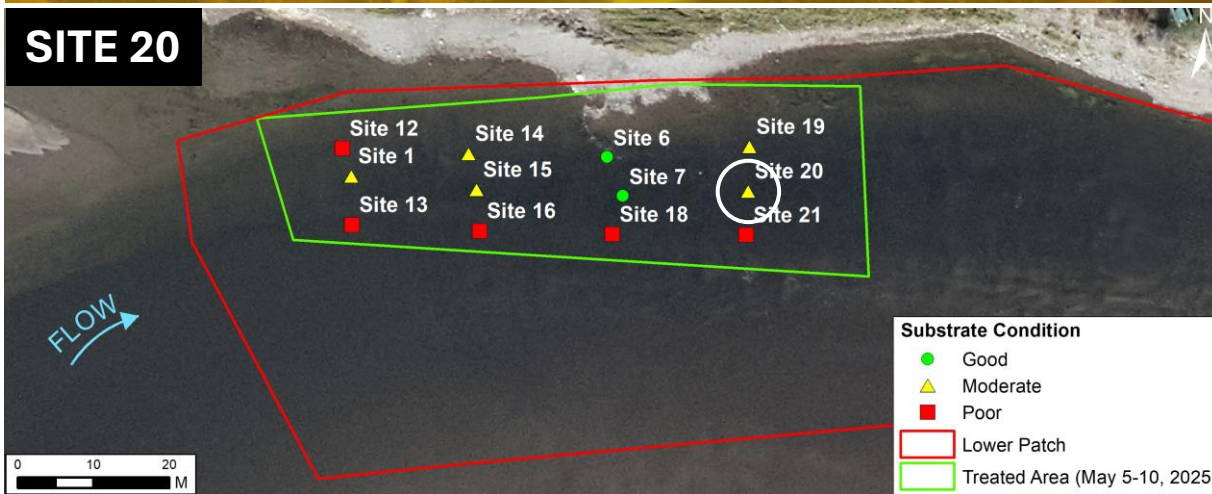 SITE 20
N
Site 12
Site 14
Site 6
Site 19
Site 1
Site 15
Site 7
Site 20
Site 13
Site 16
Site 18
Site 21
FLOW
Substrate Condition
Good
Moderate
Poor
Lower Patch
Treated Area (May 5-10, 2025
0 10 20
M